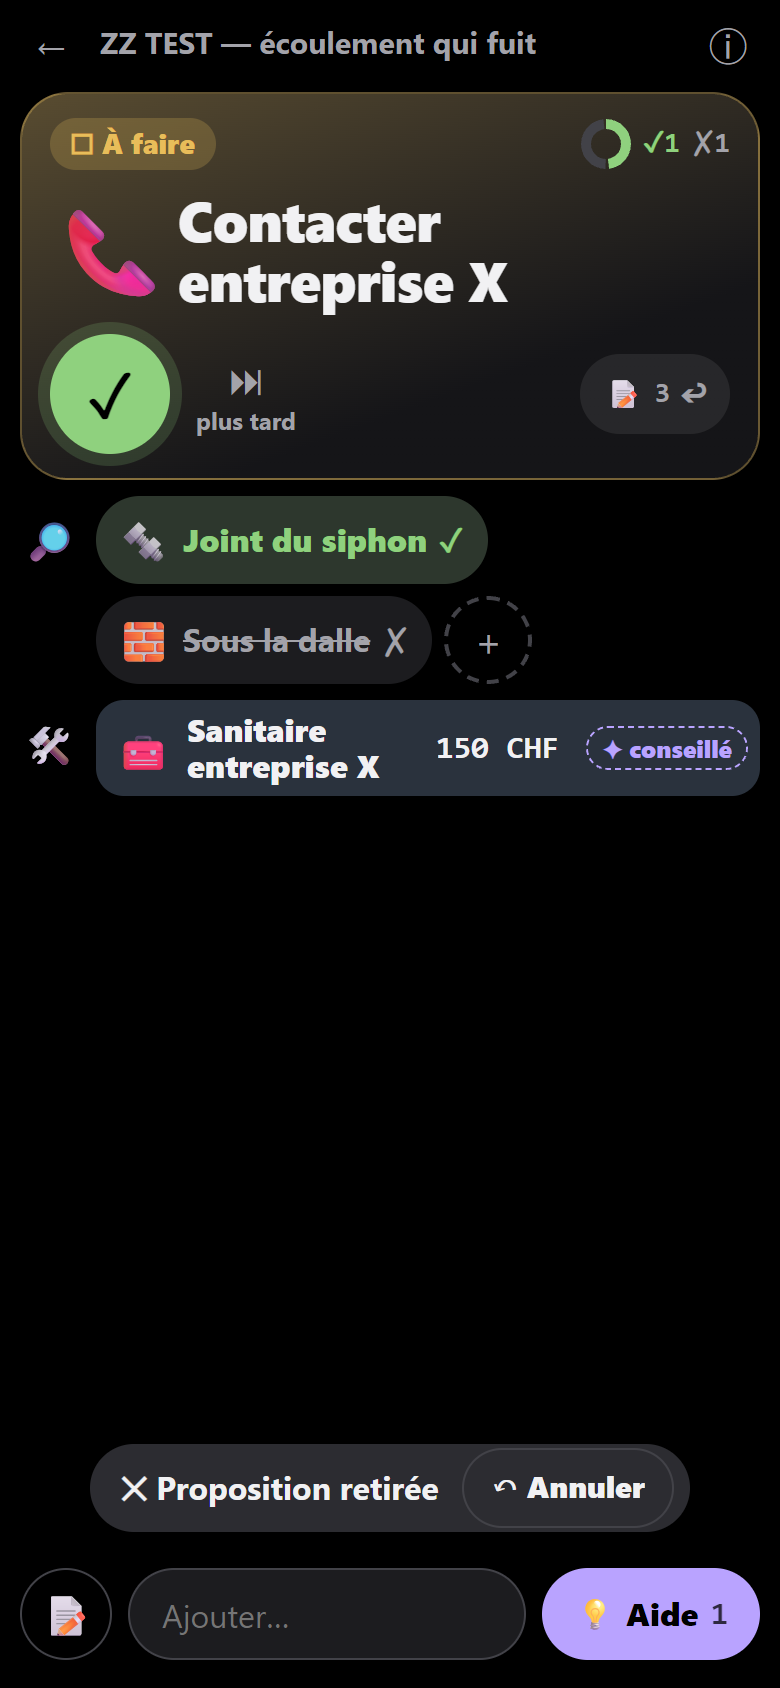 ← ZZ TEST — écoulement qui fuit ⓘ
☐ À faire ✓1 ✗1
Contacter
entreprise X
✓
plus tard
3 ↩
Joint du siphon ✓
Sous la dalle ✗
+
Sanitaire
entreprise X
150 CHF
✦ conseillé
✕ Proposition retirée
↶ Annuler
Ajouter…
Aide 1